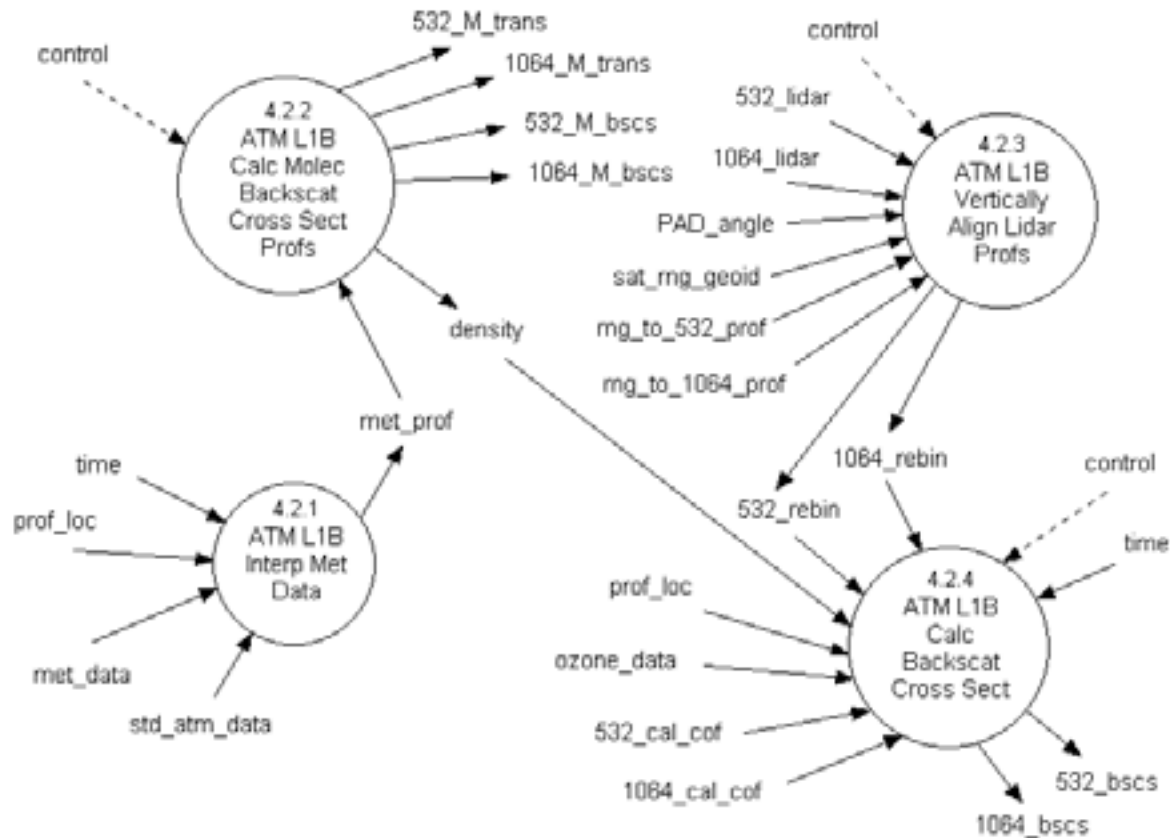 532_M_trans
control
1064_M_trans
532_M_bscs
1064_M_bscs
4.2.2
ATM L1B
Calc Molec
Backscat
Cross Sect
Profs
density
met_prof
time
prof_loc
met_data
std_atm_data
4.2.1
ATM L1B
Interp Met
Data
control
532_lidar
1064_lidar
PAD_angle
sat_rng_geoid
rng_to_532_prof
rng_to_1064_prof
4.2.3
ATM L1B
Vertically
Align Lidar
Profs
1064_rebin
532_rebin
control
time
prof_loc
ozone_data
532_cal_cof
1064_cal_cof
4.2.4
ATM L1B
Calc
Backscat
Cross Sect
532_bscs
1064_bscs